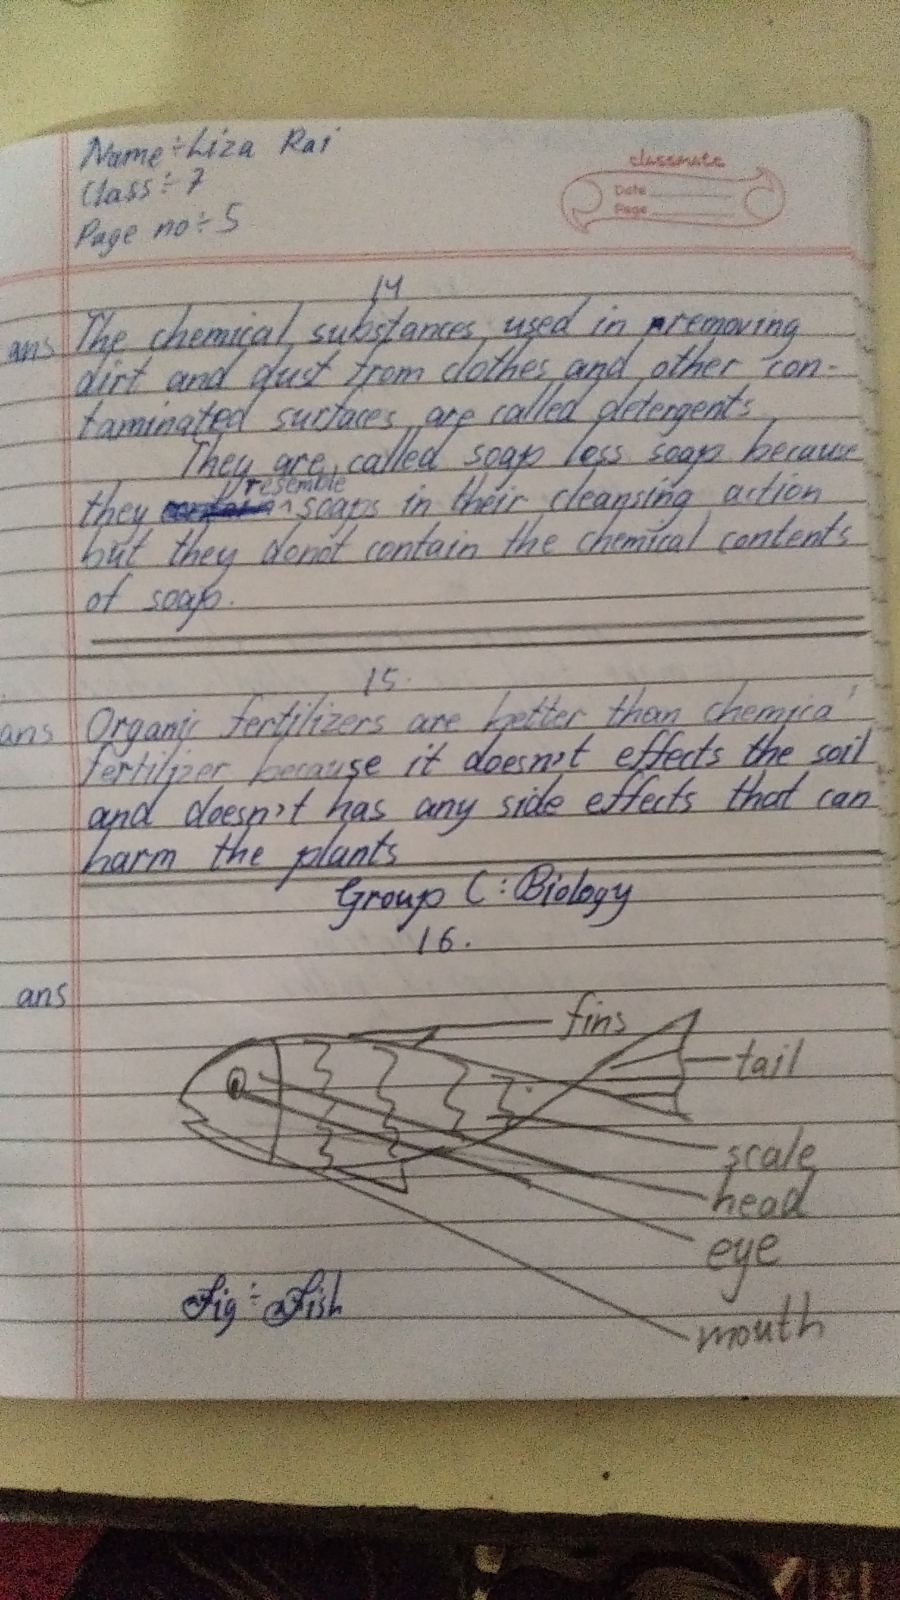 Name÷Liza Rai
Class÷7
Page no÷5
classmate
Date
Page
14
ans The chemical substances used in removing
dirt and dust from clothes and other con-
taminated surfaces are called detergents
They are called soap less soap because
resemble
they soaps in their cleansing action
but they donot contain the chemical contents
of soap.
15.
ans Organic fertilizers are better than chemical
fertilizer because it doesn't effects the soil
and doesn't has any side effects that can
harm the plants
Group C: Biology
16.
ans
fins
tail
scale
head
eye
mouth
Fig÷ Fish